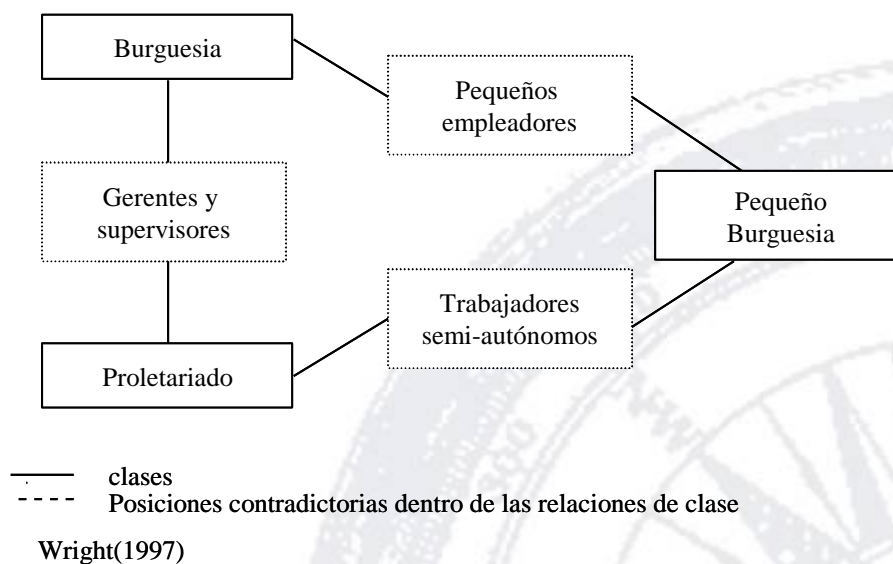 Burguesia
Pequeños
empleadores
Gerentes y
supervisores
Pequeño
Burguesia
Trabajadores
semi-autónomos
Proletariado
clases
Posiciones contradictorias dentro de las relaciones de clase
Wright(1997)